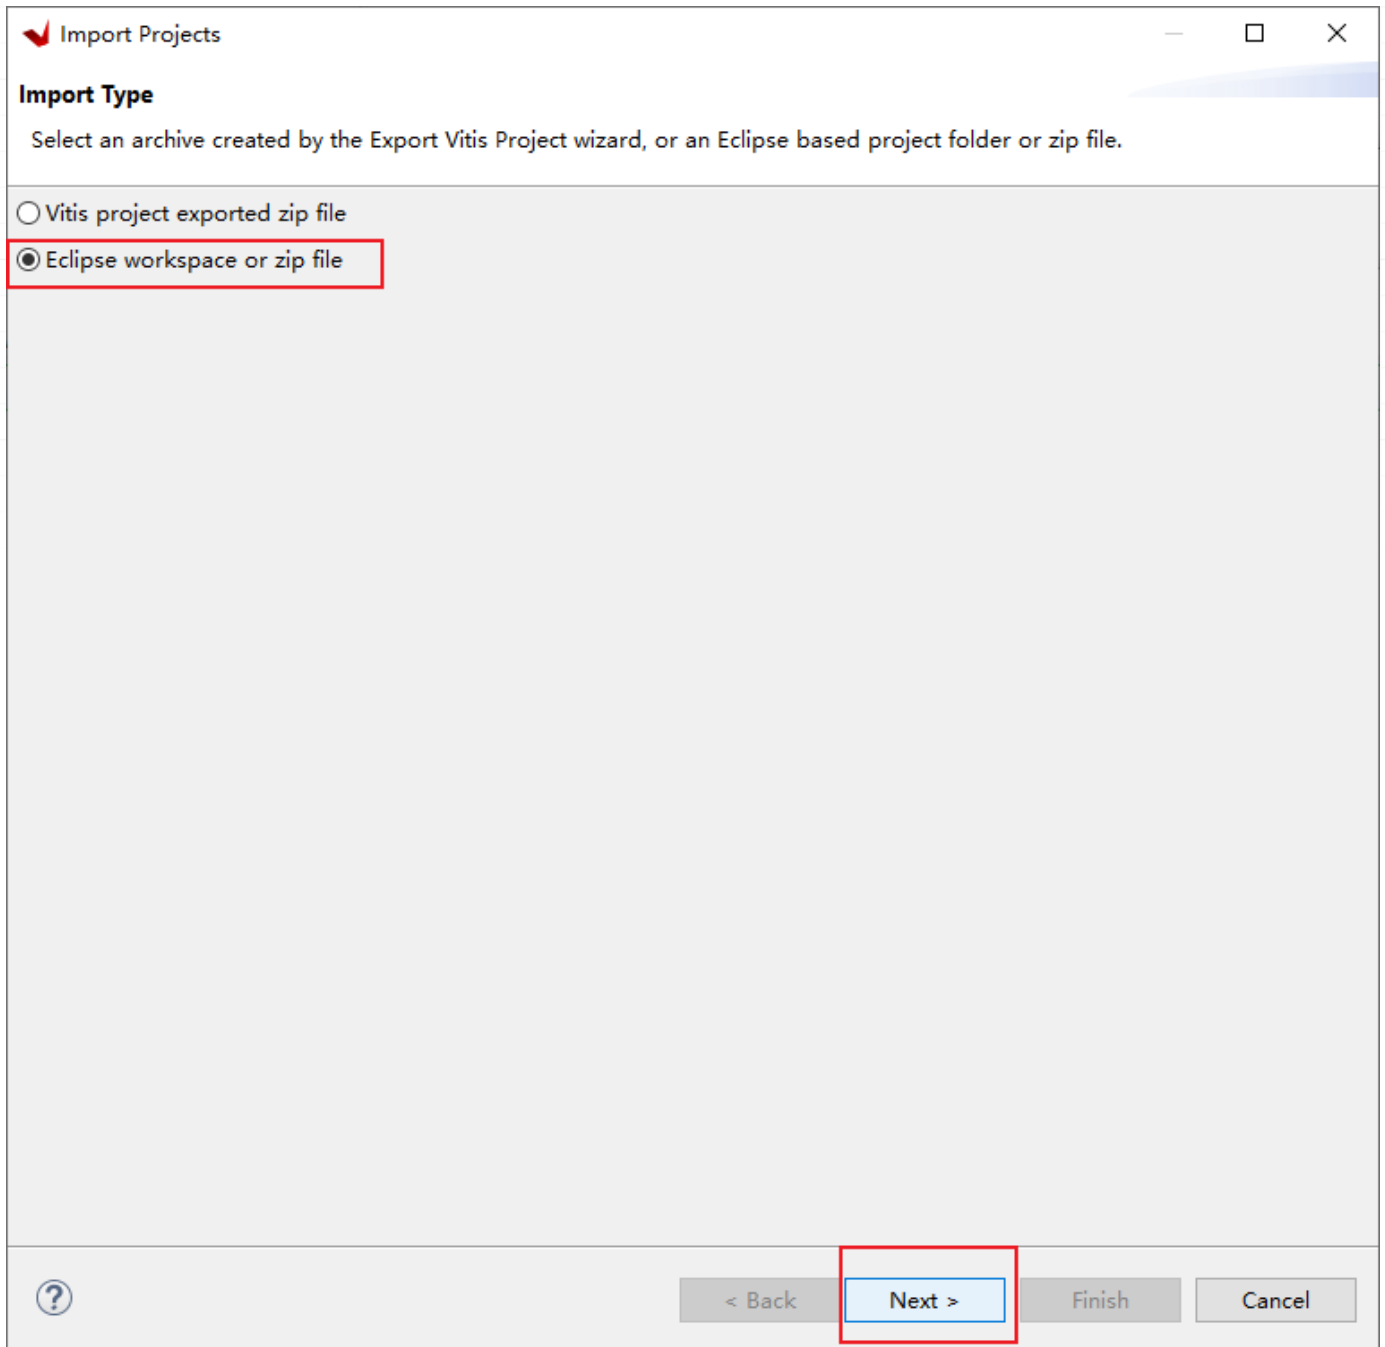 Import Projects
Import Type
Select an archive created by the Export Vitis Project wizard, or an Eclipse based project folder or zip file.
Vitis project exported zip file
Eclipse workspace or zip file
?
< Back
Next >
Finish
Cancel